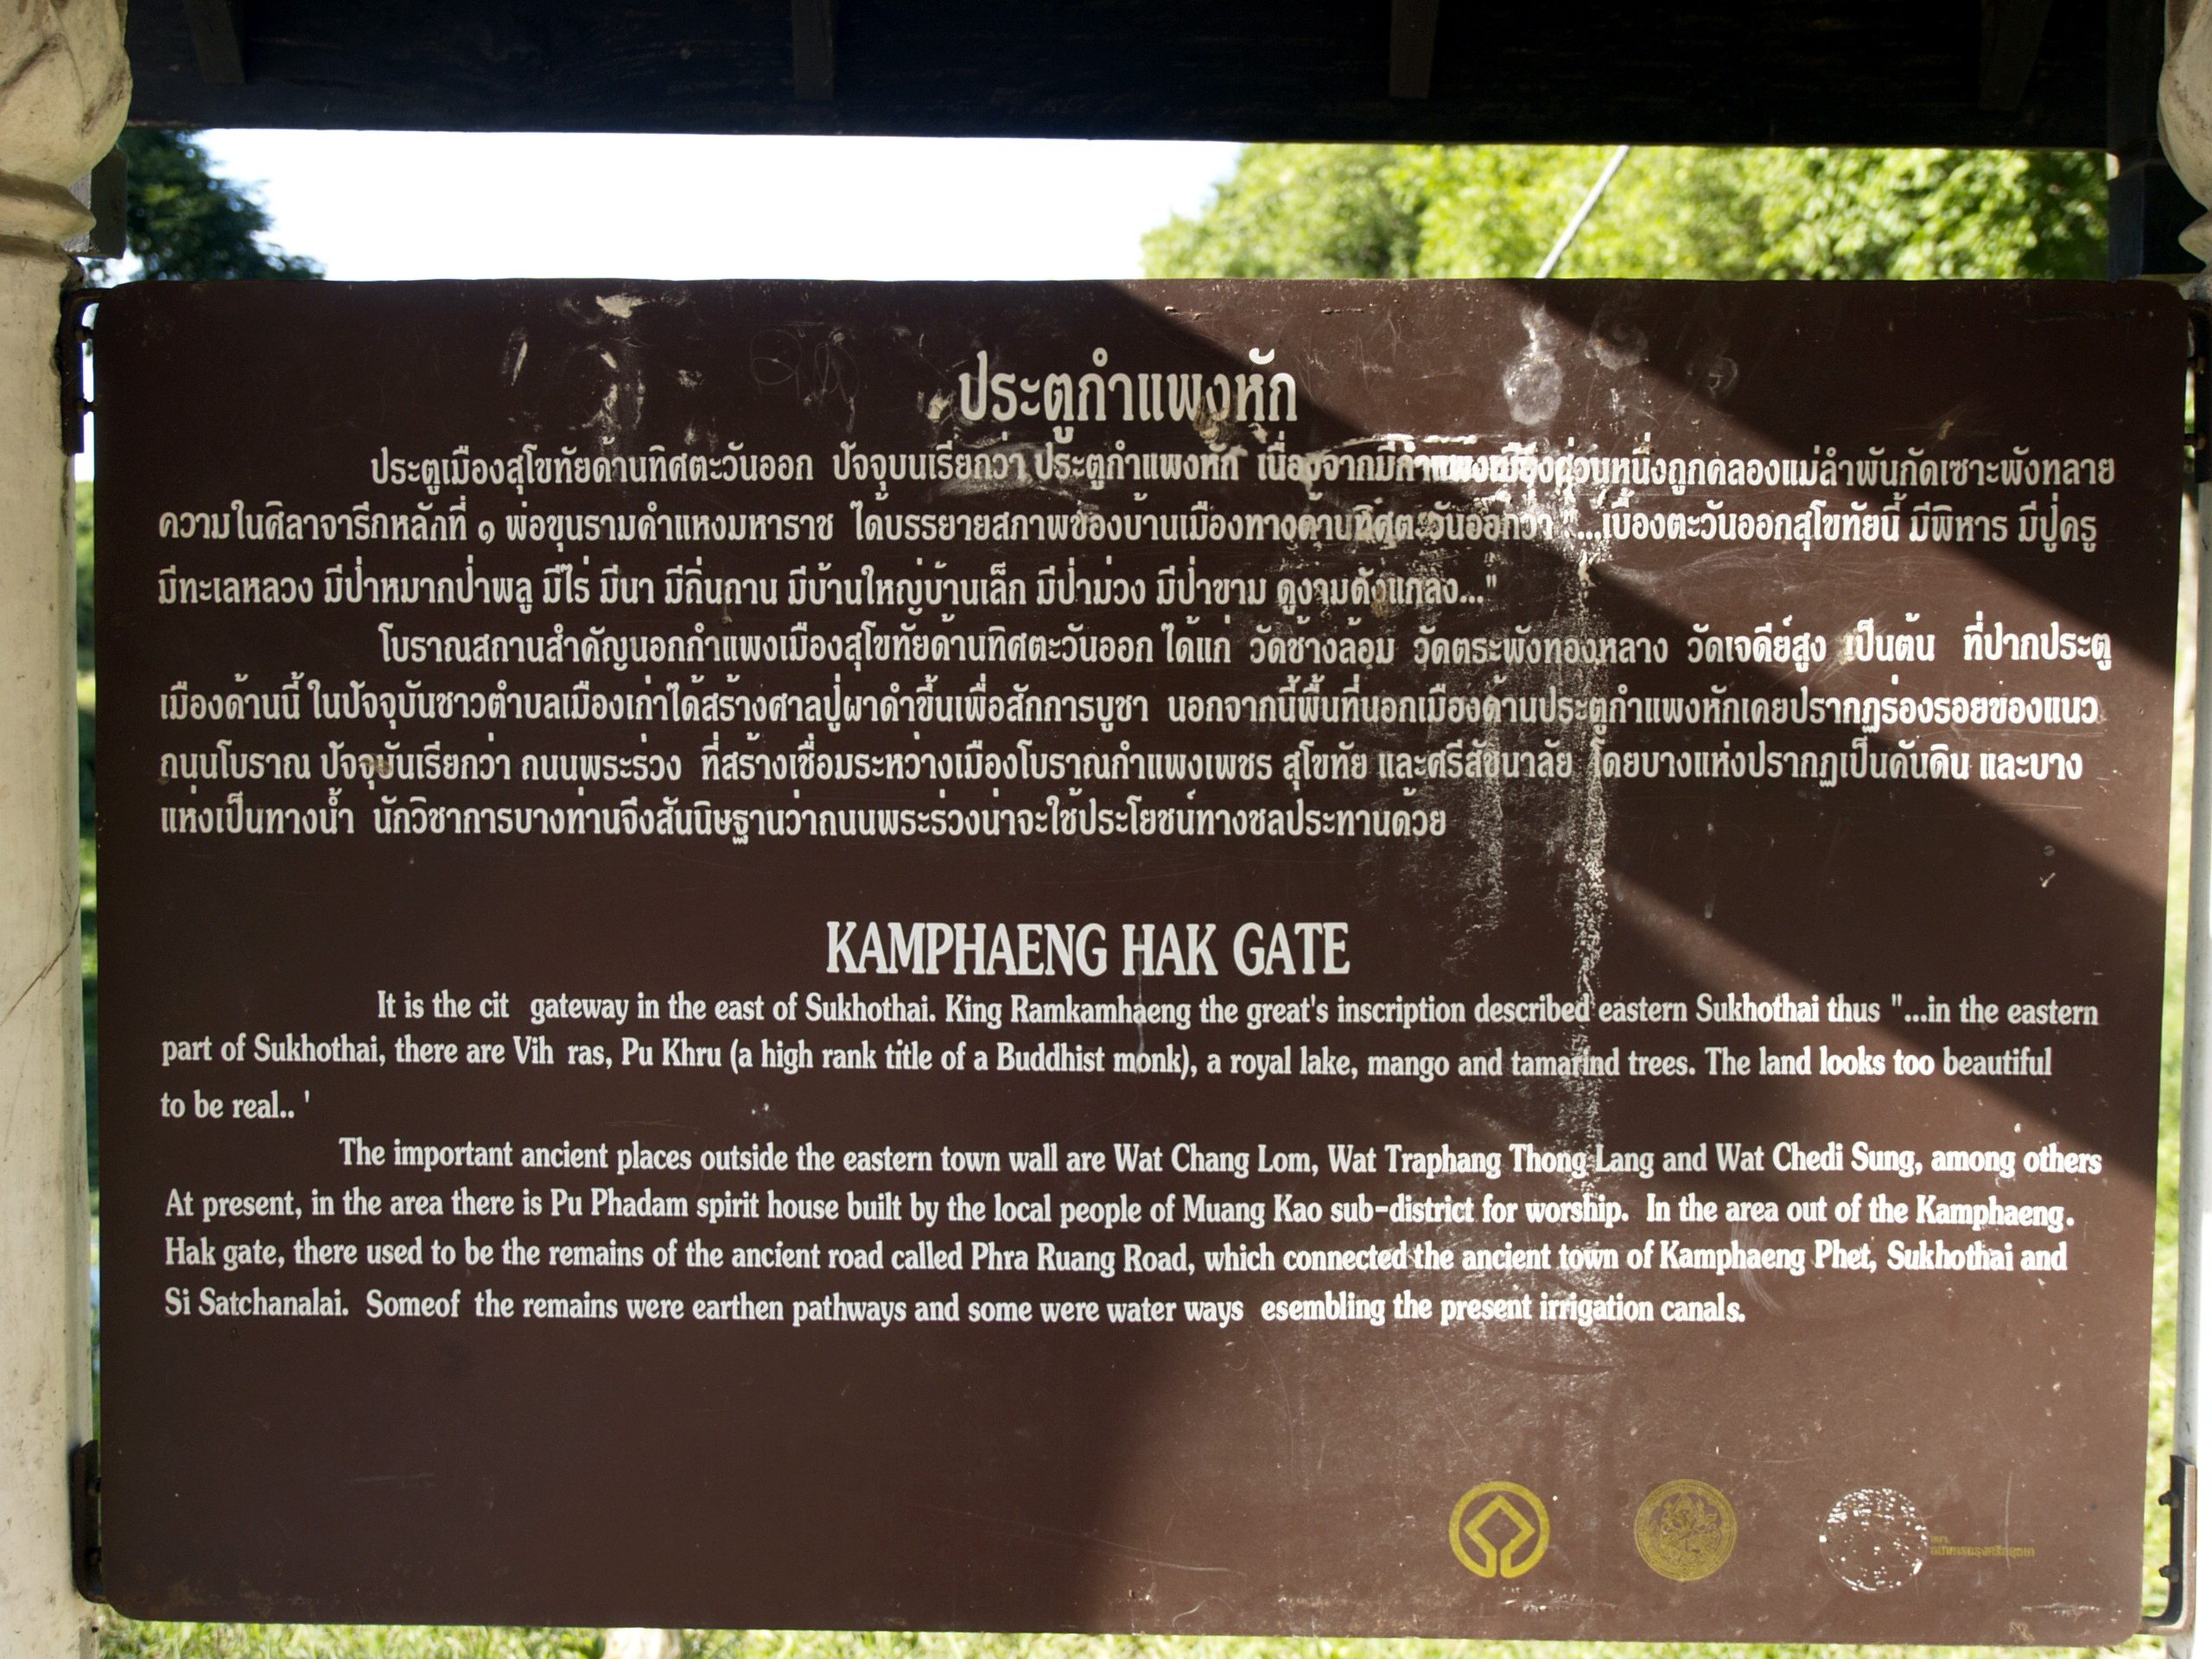 ประตูกำแพงหัก
ประตูเมืองสุโขทัยด้านทิศตะวันออก ปัจจุบนเรียกว่า ประตูกำแพงหัก เนื่องจากมีกำแพงเมืองส่วนหนึ่งถูกคลองแม่ลำพันกัดเซาะพังทลาย
ความในศิลาจารึกหลักที่ ๑ พ่อขุนรามคำแหงมหาราช ได้บรรยายสภาพของบ้านเมืองทางด้านทิศตะวันออกว่า "...เบื้องตะวันออกสุโขทัยนี้ มีพิหาร มีปู่ครู
มีทะเลหลวง มีป่าหมากป่าพลู มีไร่ มีนา มีถิ่นถาน มีบ้านใหญ่บ้านเล็ก มีป่าม่วง มีป่าขาม ดูงามดังแกลง..."
โบราณสถานสำคัญนอกกำแพงเมืองสุโขทัยด้านทิศตะวันออก ได้แก่ วัดช้างล้อม วัดตระพังทองหลาง วัดเจดีย์สูง เป็นต้น ที่ปากประตู
เมืองด้านนี้ ในปัจจุบันชาวตำบลเมืองเก่าได้สร้างศาลปู่ผาดำขึ้นเพื่อสักการบูชา นอกจากนี้พื้นที่นอกเมืองด้านประตูกำแพงหักเคยปรากฏร่องรอยของแนว
ถนนโบราณ ปัจจุบันเรียกว่า ถนนพระร่วง ที่สร้างเชื่อมระหว่างเมืองโบราณกำแพงเพชร สุโขทัย และศรีสัชนาลัย โดยบางแห่งปรากฏเป็นคันดิน และบาง
แห่งเป็นทางน้ำ นักวิชาการบางท่านจึงสันนิษฐานว่าถนนพระร่วงน่าจะใช้ประโยชน์ทางชลประทานด้วย
KAMPHAENG HAK GATE
It is the cit gateway in the east of Sukhothai. King Ramkamhaeng the great's inscription described eastern Sukhothai thus "...in the eastern
part of Sukhothai, there are Vih ras, Pu Khru (a high rank title of a Buddhist monk), a royal lake, mango and tamarind trees. The land looks too beautiful
to be real.. '
The important ancient places outside the eastern town wall are Wat Chang Lom, Wat Traphang Thong Lang and Wat Chedi Sung, among others
At present, in the area there is Pu Phadam spirit house built by the local people of Muang Kao sub-district for worship. In the area out of the Kamphaeng.
Hak gate, there used to be the remains of the ancient road called Phra Ruang Road, which connected the ancient town of Kamphaeng Phet, Sukhothai and
Si Satchanalai. Someof the remains were earthen pathways and some were water ways esembling the present irrigation canals.